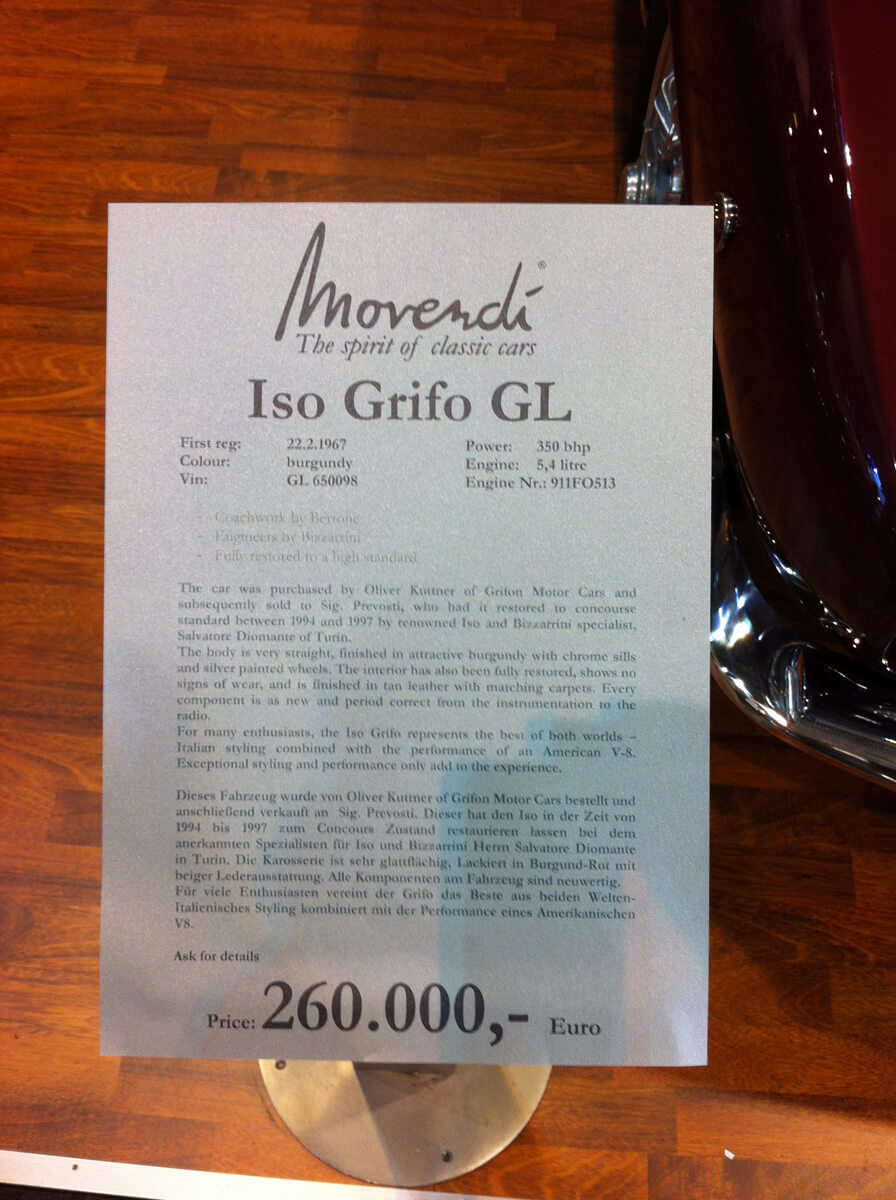 Movendi®
The spirit of classic cars
Iso Grifo GL
First reg: 22.2.1967 Power: 350 bhp
Colour: burgundy Engine: 5,4 litre
Vin: GL 650098 Engine Nr.: 911FO513
- Coachwork by Bertone
- Engineers by Bizzarrini
- Fully restored to a high standard
The car was purchased by Oliver Kuttner of Grifon Motor Cars and
subsequently sold to Sig. Prevosti, who had it restored to concourse
standard between 1994 and 1997 by renowned Iso and Bizzarrini specialist,
Salvatore Diomante of Turin.
The body is very straight, finished in attractive burgundy with chrome sills
and silver painted wheels. The interior has also been fully restored, shows no
signs of wear, and is finished in tan leather with matching carpets. Every
component is as new and period correct from the instrumentation to the
radio.
For many enthusiasts, the Iso Grifo represents the best of both worlds –
Italian styling combined with the performance of an American V-8.
Exceptional styling and performance only add to the experience.
Dieses Fahrzeug wurde von Oliver Kuttner of Grifon Motor Cars bestellt und
anschließend verkauft an Sig. Prevosti. Dieser hat den Iso in der Zeit von
1994 bis 1997 zum Concours Zustand restaurieren lassen bei dem
anerkannten Spezialisten für Iso und Bizzarrini Herrn Salvatore Diomante
in Turin. Die Karosserie ist sehr glattflächig, Lackiert in Burgund-Rot mit
beiger Lederausstattung. Alle Komponenten am Fahrzeug sind neuwertig.
Für viele Enthusiasten vereint der Grifo das Beste aus beiden Welten-
Italienisches Styling kombiniert mit der Performance eines Amerikanischen
V8.
Ask for details
Price: 260.000,- Euro